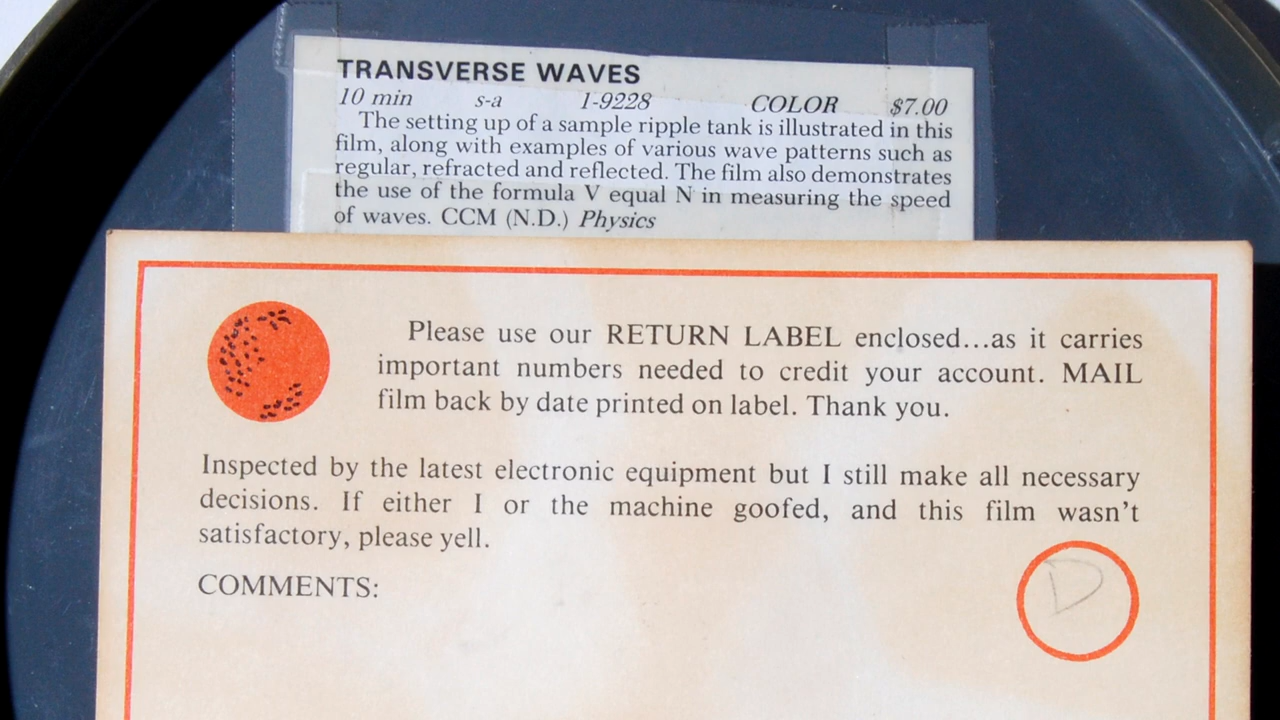 TRANSVERSE WAVES
10 min s-a 1-9228 COLOR $7.00
The setting up of a sample ripple tank is illustrated in this
film, along with examples of various wave patterns such as
regular, refracted and reflected. The film also demonstrates
the use of the formula V equal N in measuring the speed
of waves. CCM (N.D.) Physics
Please use our RETURN LABEL enclosed...as it carries
important numbers needed to credit your account. MAIL
film back by date printed on label. Thank you.
Inspected by the latest electronic equipment but I still make all necessary
decisions. If either I or the machine goofed, and this film wasn't
satisfactory, please yell.
COMMENTS:
D